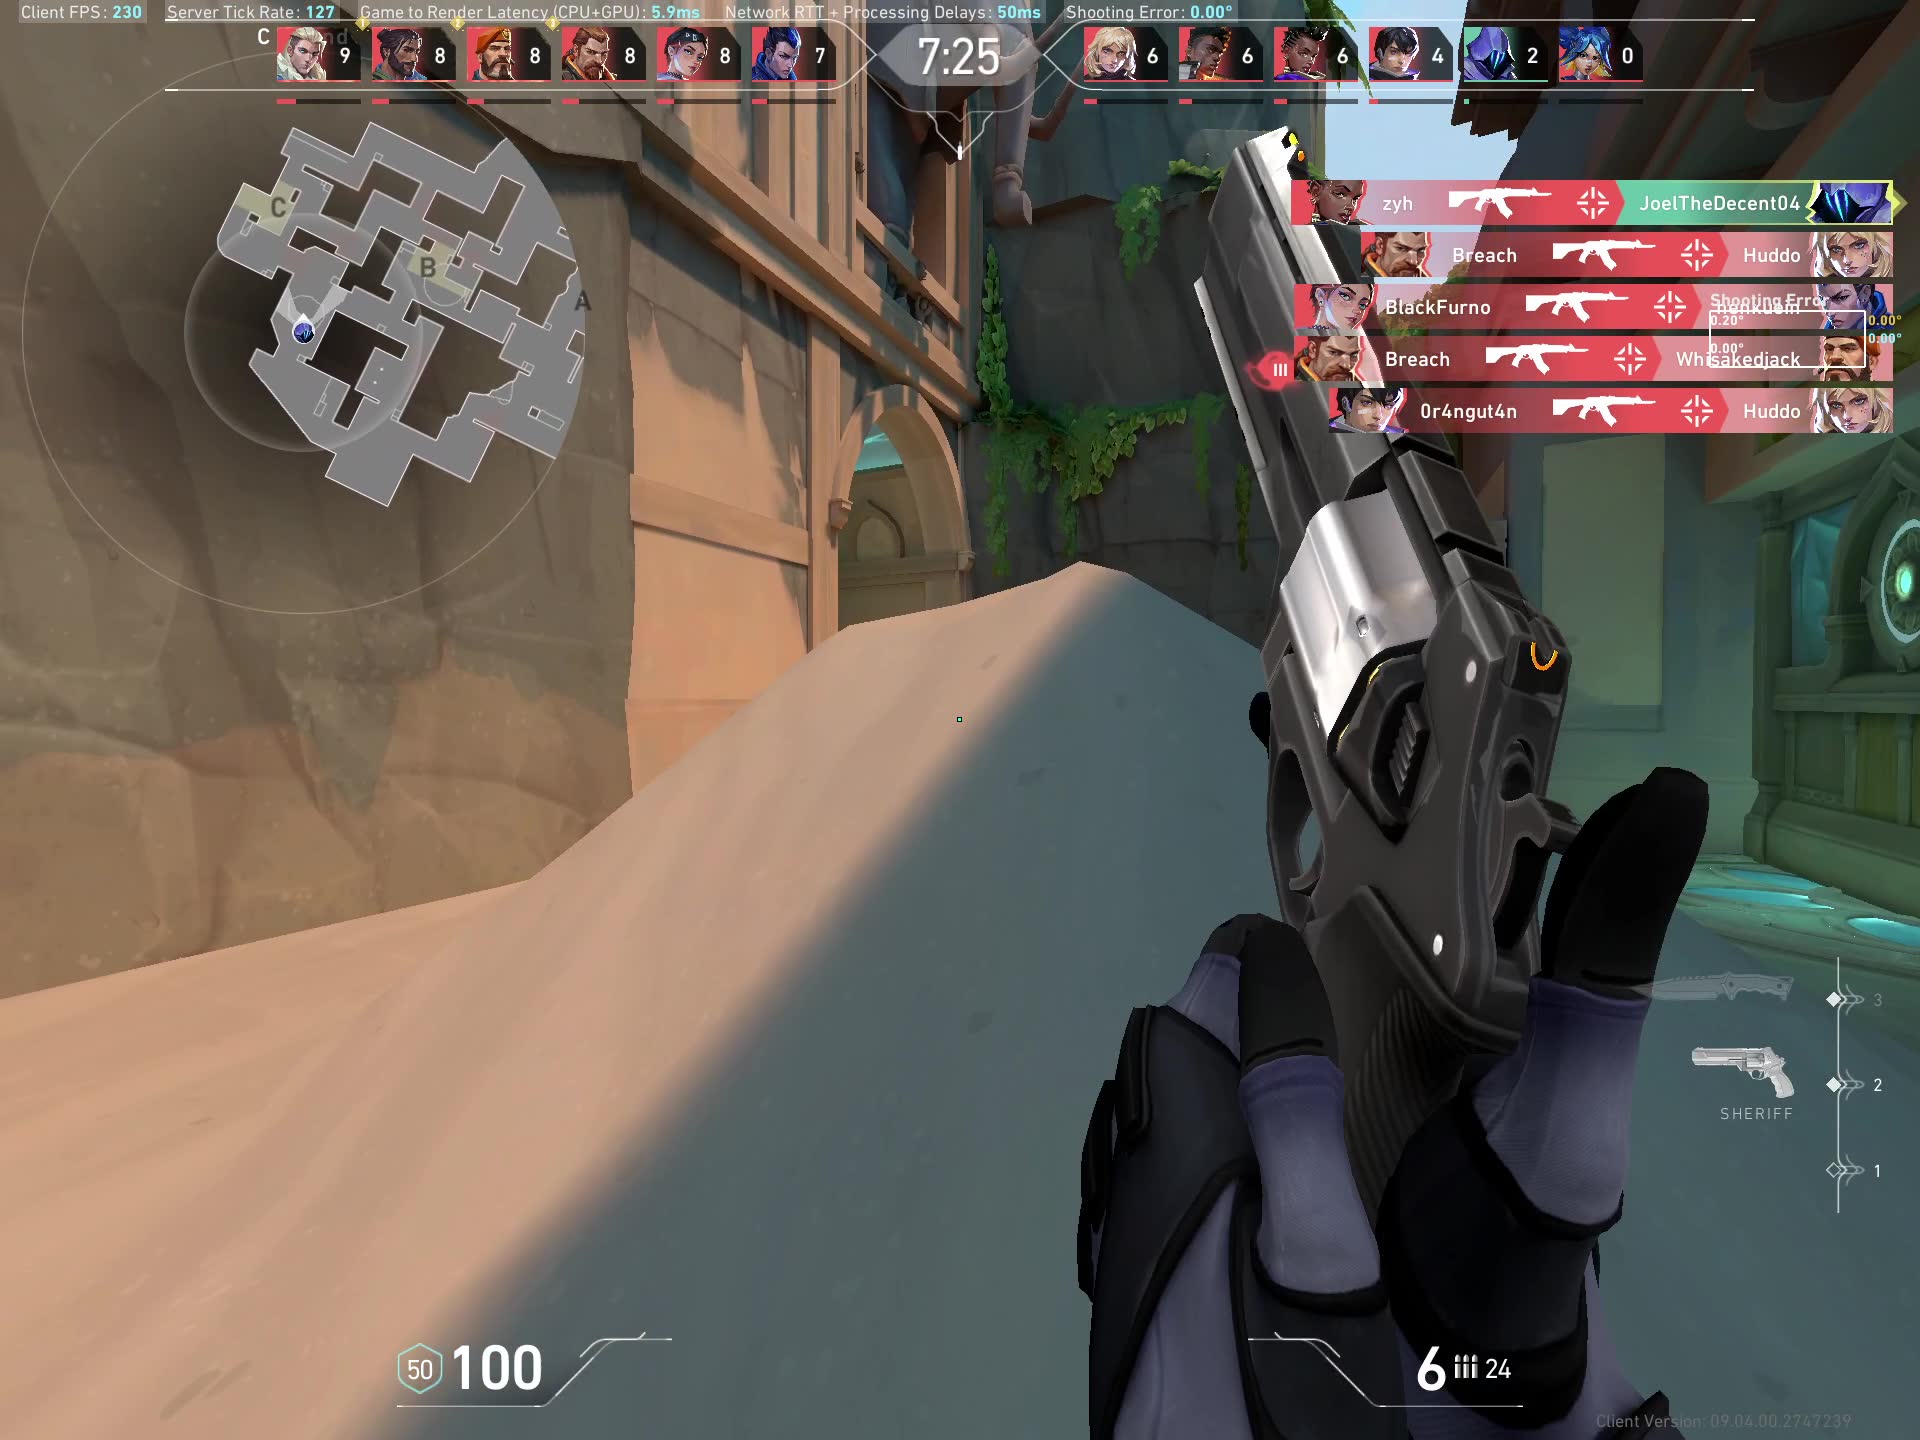 Client FPS: 230 Server Tick Rate: 127 Game to Render Latency (CPU+GPU): 5.9ms Network RTT + Processing Delays: 50ms Shooting Error: 0.00°
9 8 8 8 8 7 7:25 6 6 6 4 2 0
C
B
A
zyh JoelTheDecent04
Breach Huddo
BlackFurno
Shooting Error
0.20° 0.00°
0.00°
0.00°
Breach
Whisakedjack
0r4ngut4n Huddo
3
2
SHERIFF
1
50 100
6 24
Client Version: 09.04.00.2747239